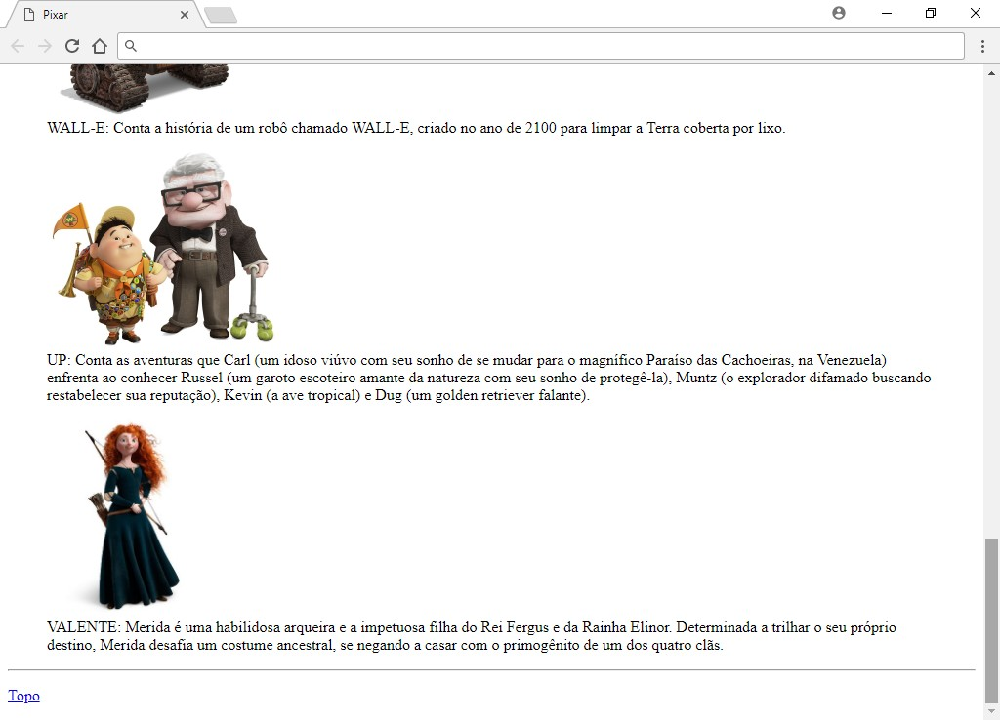 Pixar
WALL-E: Conta a história de um robô chamado WALL-E, criado no ano de 2100 para limpar a Terra coberta por lixo.
UP: Conta as aventuras que Carl (um idoso viúvo com seu sonho de se mudar para o magnífico Paraíso das Cachoeiras, na Venezuela)
enfrenta ao conhecer Russel (um garoto escoteiro amante da natureza com seu sonho de protegê-la), Muntz (o explorador difamado buscando
restabelecer sua reputação), Kevin (a ave tropical) e Dug (um golden retriever falante).
VALENTE: Merida é uma habilidosa arqueira e a impetuosa filha do Rei Fergus e da Rainha Elinor. Determinada a trilhar o seu próprio
destino, Merida desafia um costume ancestral, se negando a casar com o primogênito de um dos quatro clãs.
Topo